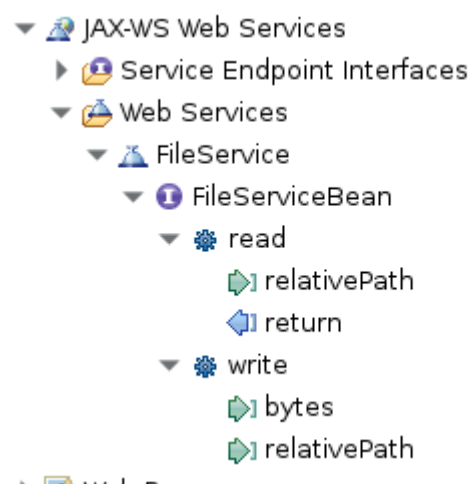 JAX-WS Web Services
Service Endpoint Interfaces
Web Services
FileService
FileServiceBean
read
relativePath
return
write
bytes
relativePath